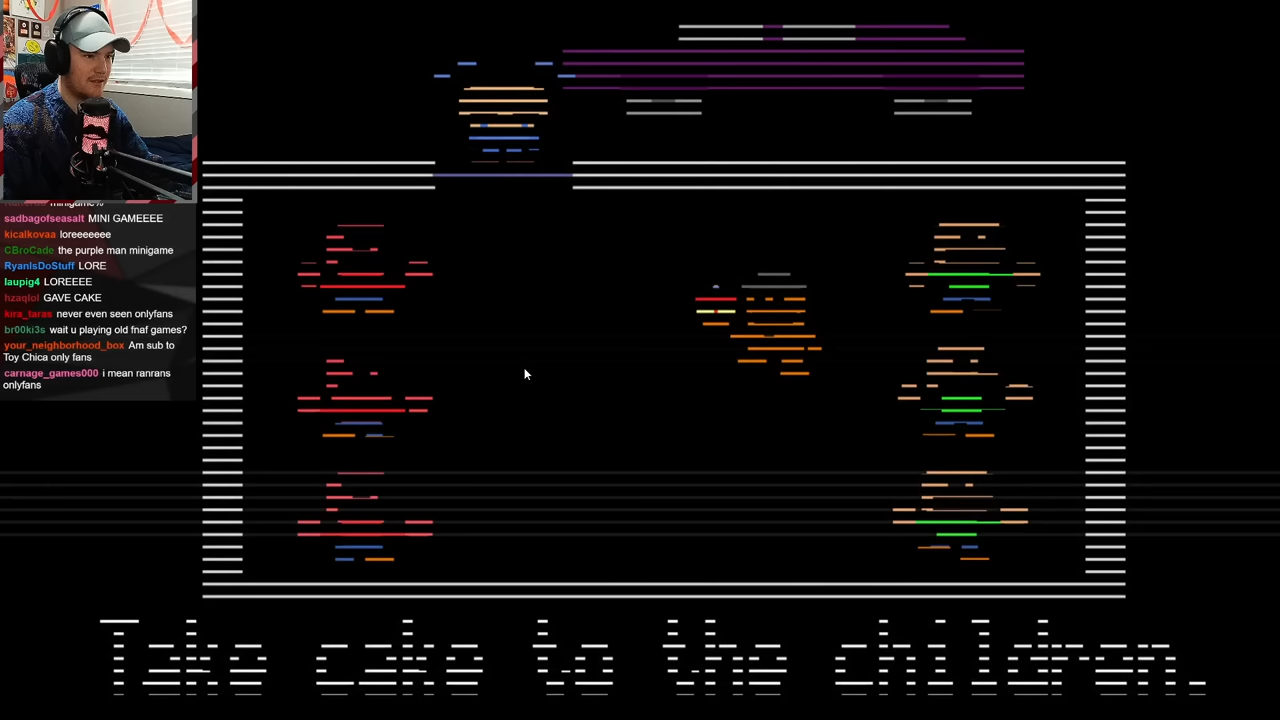 minigame%
sadbagofseasalt MINI GAMEEEE
kicalkovaa loreeeeee
CBroCade the purple man minigame
RyanIsDoStuff LORE
laupig4 LOREEEE
hzaqlol GAVE CAKE
kira_taras never even seen onlyfans
br00ki3s wait u playing old fnaf games?
your_neighborhood_box Am sub to
Toy Chica only fans
carnage_games000 i mean ranrans
onlyfans
Take cake to the children.